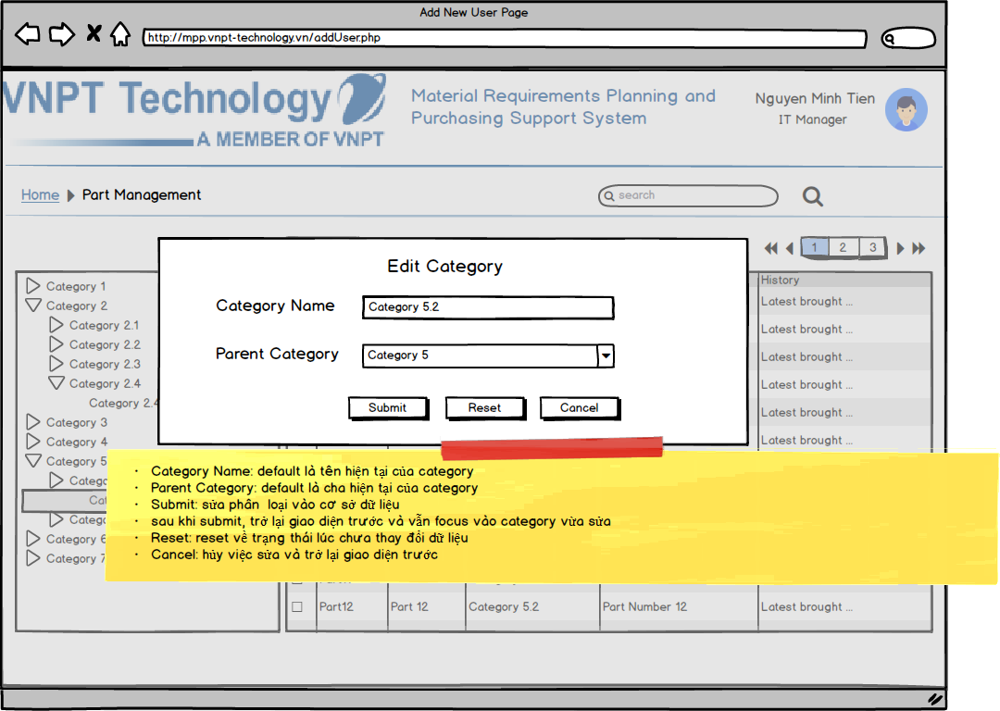 Add New User Page
http://mpp.vnpt-technology.vn/addUser.php
VNPT Technology
A MEMBER OF VNPT
Material Requirements Planning and
Purchasing Support System
Nguyen Minh Tien
IT Manager
Home Part Management
search
1 2 3
Edit Category
Category Name Category 5.2
Parent Category Category 5
Submit Reset Cancel
Category 1
Category 2
Category 2.1
Category 2.2
Category 2.3
Category 2.4
Category 2.4
Category 3
Category 4
Category 5
Category 6
Category 7
History
Latest brought ...
Latest brought ...
Latest brought ...
Latest brought ...
Latest brought ...
Latest brought ...
· Category Name: default là tên hiện tại của category
· Parent Category: default là cha hiện tại của category
· Submit: sửa phân loại vào cơ sở dữ liệu
· sau khi submit, trở lại giao diện trước và vẫn focus vào category vừa sửa
· Reset: reset về trạng thái lúc chưa thay đổi dữ liệu
· Cancel: hủy việc sửa và trở lại giao diện trước
Part12 Part 12 Category 5.2 Part Number 12 Latest brought ...